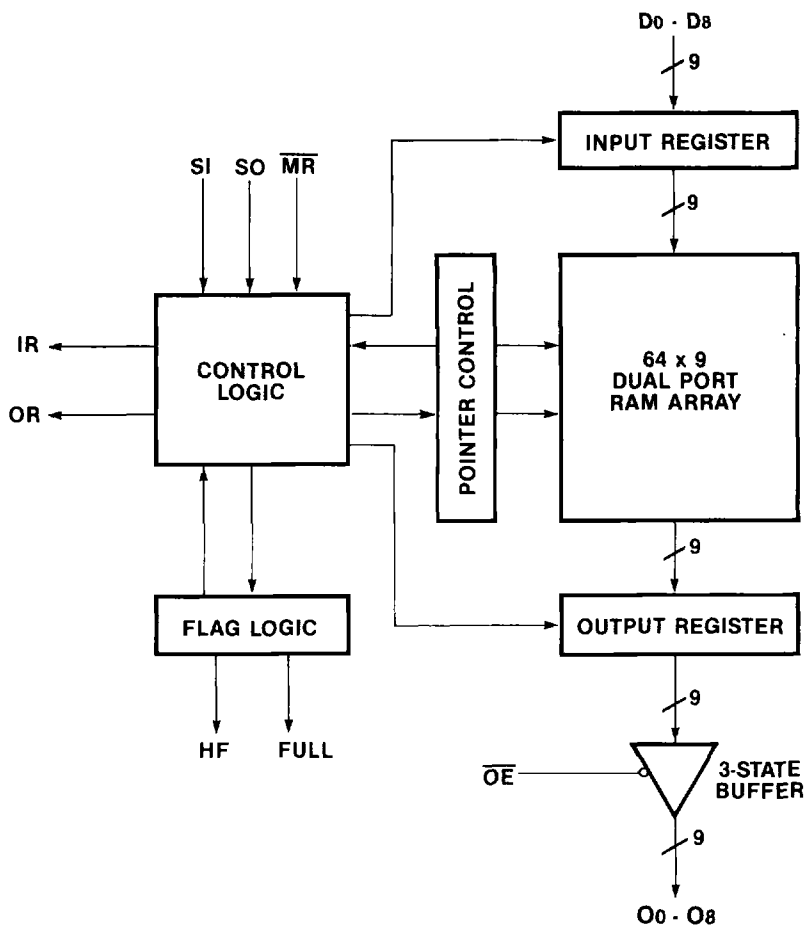 D0 - D8
9
INPUT REGISTER
SI SO MR
9
POINTER CONTROL
64 x 9
DUAL PORT
RAM ARRAY
IR
CONTROL
LOGIC
OR
9
FLAG LOGIC
OUTPUT REGISTER
9
HF FULL
OE
3-STATE
BUFFER
9
O0 - O8